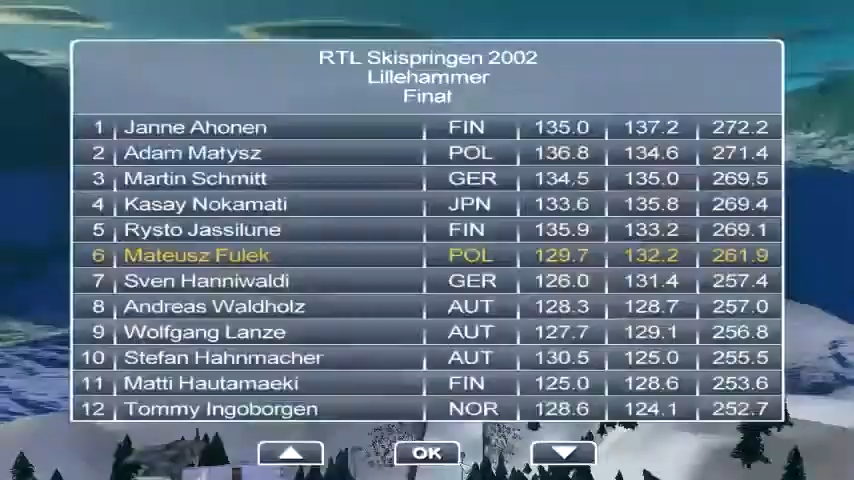 RTL Skispringen 2002
Lillehammer
Final
1 Janne Ahonen FIN 135.0 137.2 272.2
2 Adam Małysz POL 136.8 134.6 271.4
3 Martin Schmitt GER 134.5 135.0 269.5
4 Kasay Nokamati JPN 133.6 135.8 269.4
5 Rysto Jassilune FIN 135.9 133.2 269.1
6 Mateusz Fulek POL 129.7 132.2 261.9
7 Sven Hanniwaldi GER 126.0 131.4 257.4
8 Andreas Waldholz AUT 128.3 128.7 257.0
9 Wolfgang Lanze AUT 127.7 129.1 256.8
10 Stefan Hahnmacher AUT 130.5 125.0 255.5
11 Matti Hautamaeki FIN 125.0 128.6 253.6
12 Tommy Ingoborgen NOR 128.6 124.1 252.7
OK